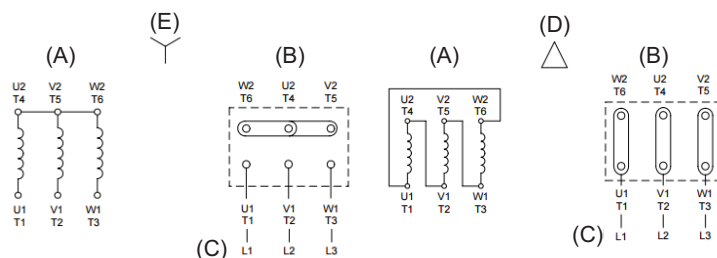 (E)
(D)
(A)
(B)
(A)
(B)
U2 V2 W2
T4 T5 T6
U1 V1 W1
T1 T2 T3
W2 U2 V2
T6 T4 T5
U1 V1 W1
T1 T2 T3
(C) L1 L2 L3
U2 V2 W2
T4 T5 T6
U1 V1 W1
T1 T2 T3
W2 U2 V2
T6 T4 T5
U1 V1 W1
T1 T2 T3
(C) L1 L2 L3